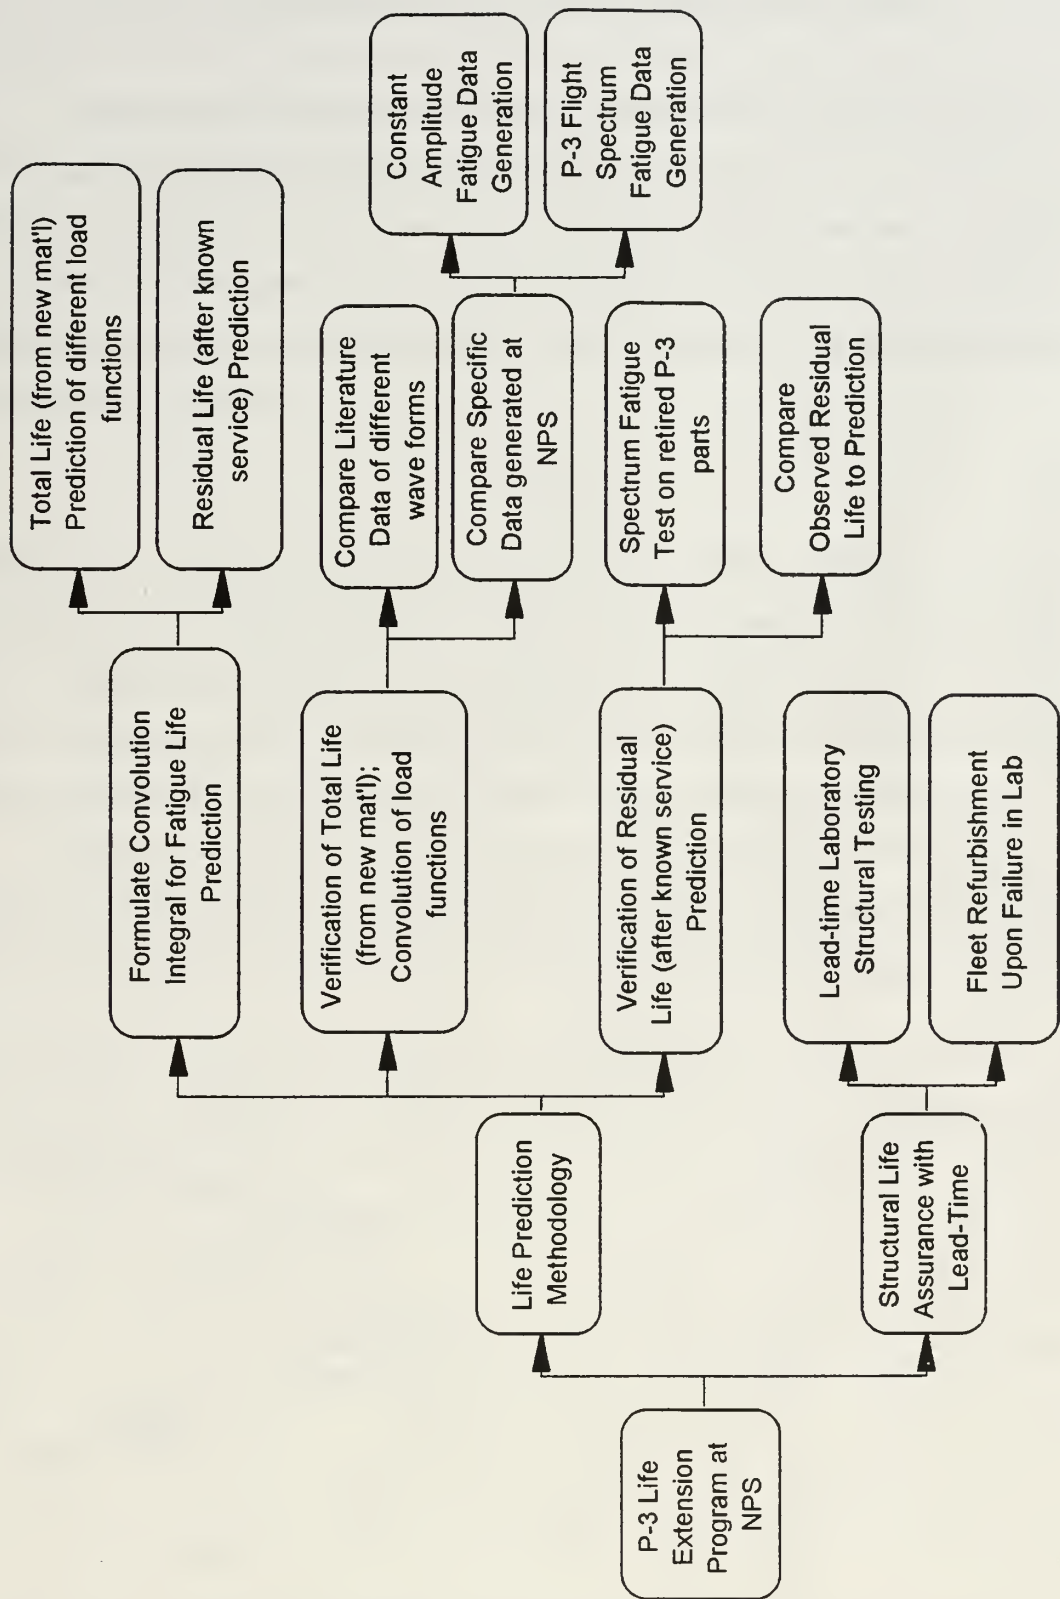 P-3 Life
Extension
Program at
NPS
Life Prediction
Methodology
Structural Life
Assurance with
Lead-Time
Formulate Convolution
Integral for Fatigue Life
Prediction
Verification of Total Life
(from new mat'l);
Convolution of load
functions
Verification of Residual
Life (after known service)
Prediction
Lead-time Laboratory
Structural Testing
Fleet Refurbishment
Upon Failure in Lab
Total Life (from new mat'l)
Prediction of different load
functions
Residual Life (after known
service) Prediction
Compare Literature
Data of different
wave forms
Compare Specific
Data generated at
NPS
Spectrum Fatigue
Test on retired P-3
parts
Compare
Observed Residual
Life to Prediction
Constant
Amplitude
Fatigue Data
Generation
P-3 Flight
Spectrum
Fatigue Data
Generation